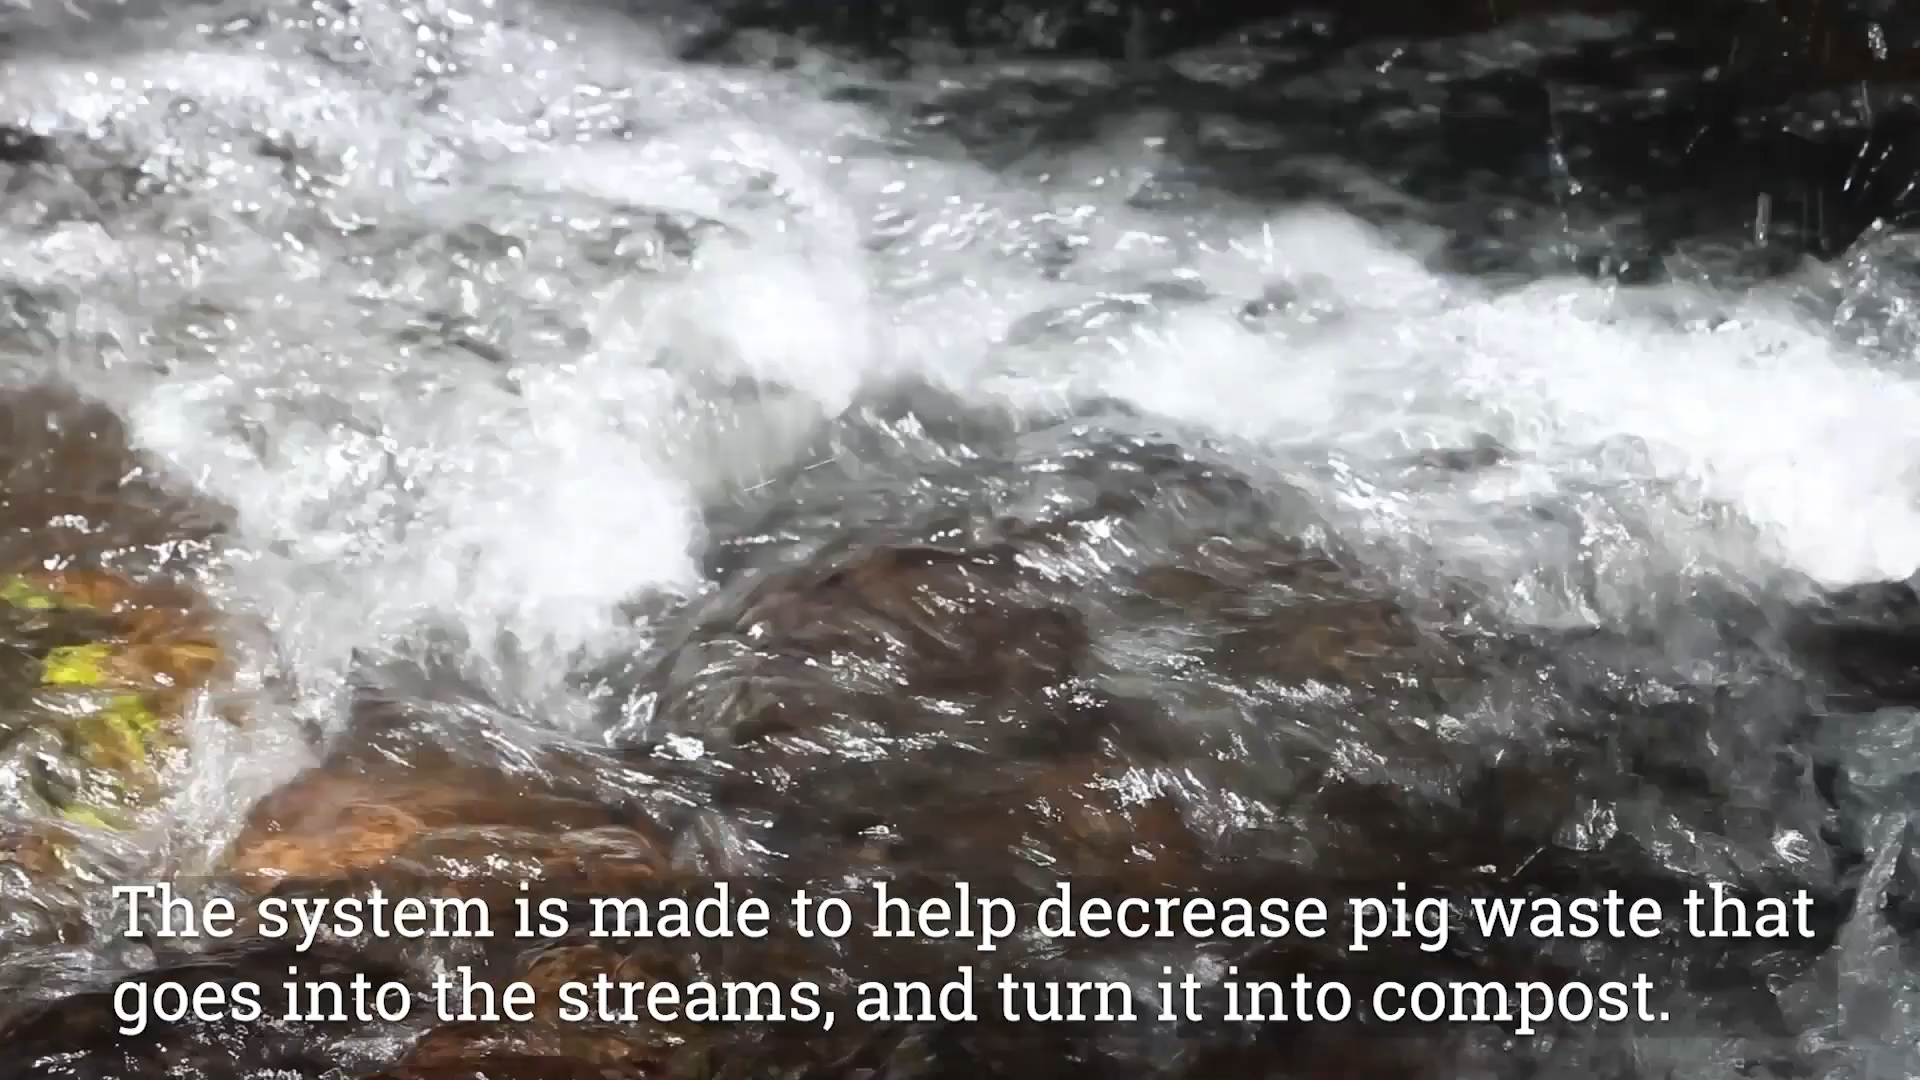 The system is made to help decrease pig waste that
goes into the streams, and turn it into compost.